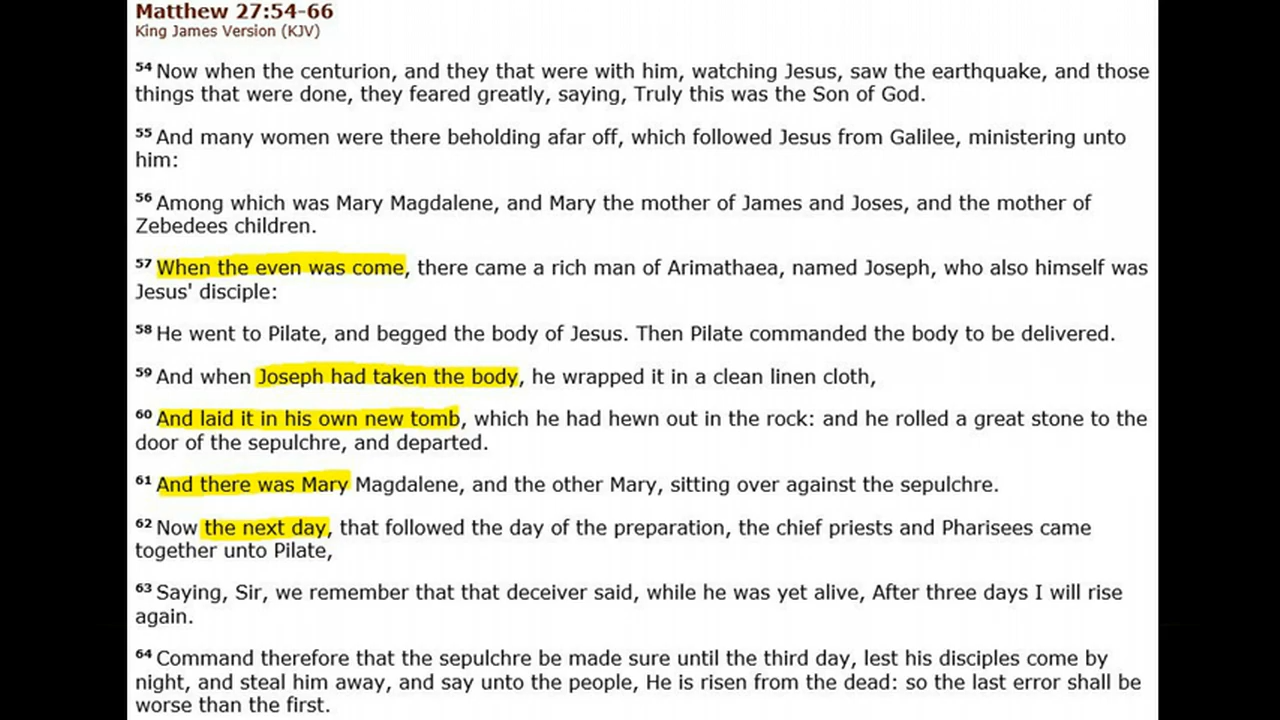 Matthew 27:54-66
King James Version (KJV)
54 Now when the centurion, and they that were with him, watching Jesus, saw the earthquake, and those
things that were done, they feared greatly, saying, Truly this was the Son of God.
55 And many women were there beholding afar off, which followed Jesus from Galilee, ministering unto
him:
56 Among which was Mary Magdalene, and Mary the mother of James and Joses, and the mother of
Zebedees children.
57 When the even was come, there came a rich man of Arimathaea, named Joseph, who also himself was
Jesus' disciple:
58 He went to Pilate, and begged the body of Jesus. Then Pilate commanded the body to be delivered.
59 And when Joseph had taken the body, he wrapped it in a clean linen cloth,
60 And laid it in his own new tomb, which he had hewn out in the rock: and he rolled a great stone to the
door of the sepulchre, and departed.
61 And there was Mary Magdalene, and the other Mary, sitting over against the sepulchre.
62 Now the next day, that followed the day of the preparation, the chief priests and Pharisees came
together unto Pilate,
63 Saying, Sir, we remember that that deceiver said, while he was yet alive, After three days I will rise
again.
64 Command therefore that the sepulchre be made sure until the third day, lest his disciples come by
night, and steal him away, and say unto the people, He is risen from the dead: so the last error shall be
worse than the first.